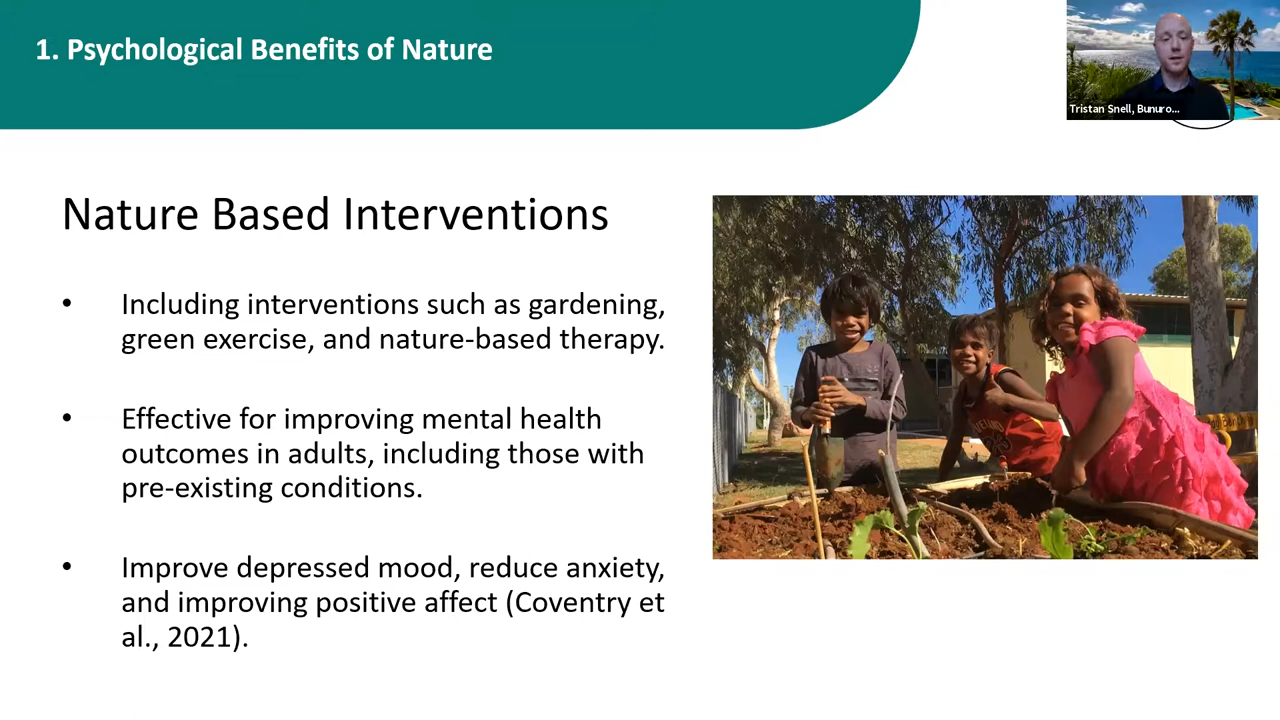 1. Psychological Benefits of Nature
Tristan Snell, Bunuro...
Nature Based Interventions
• Including interventions such as gardening,
green exercise, and nature-based therapy.
• Effective for improving mental health
outcomes in adults, including those with
pre-existing conditions.
• Improve depressed mood, reduce anxiety,
and improving positive affect (Coventry et
al., 2021).